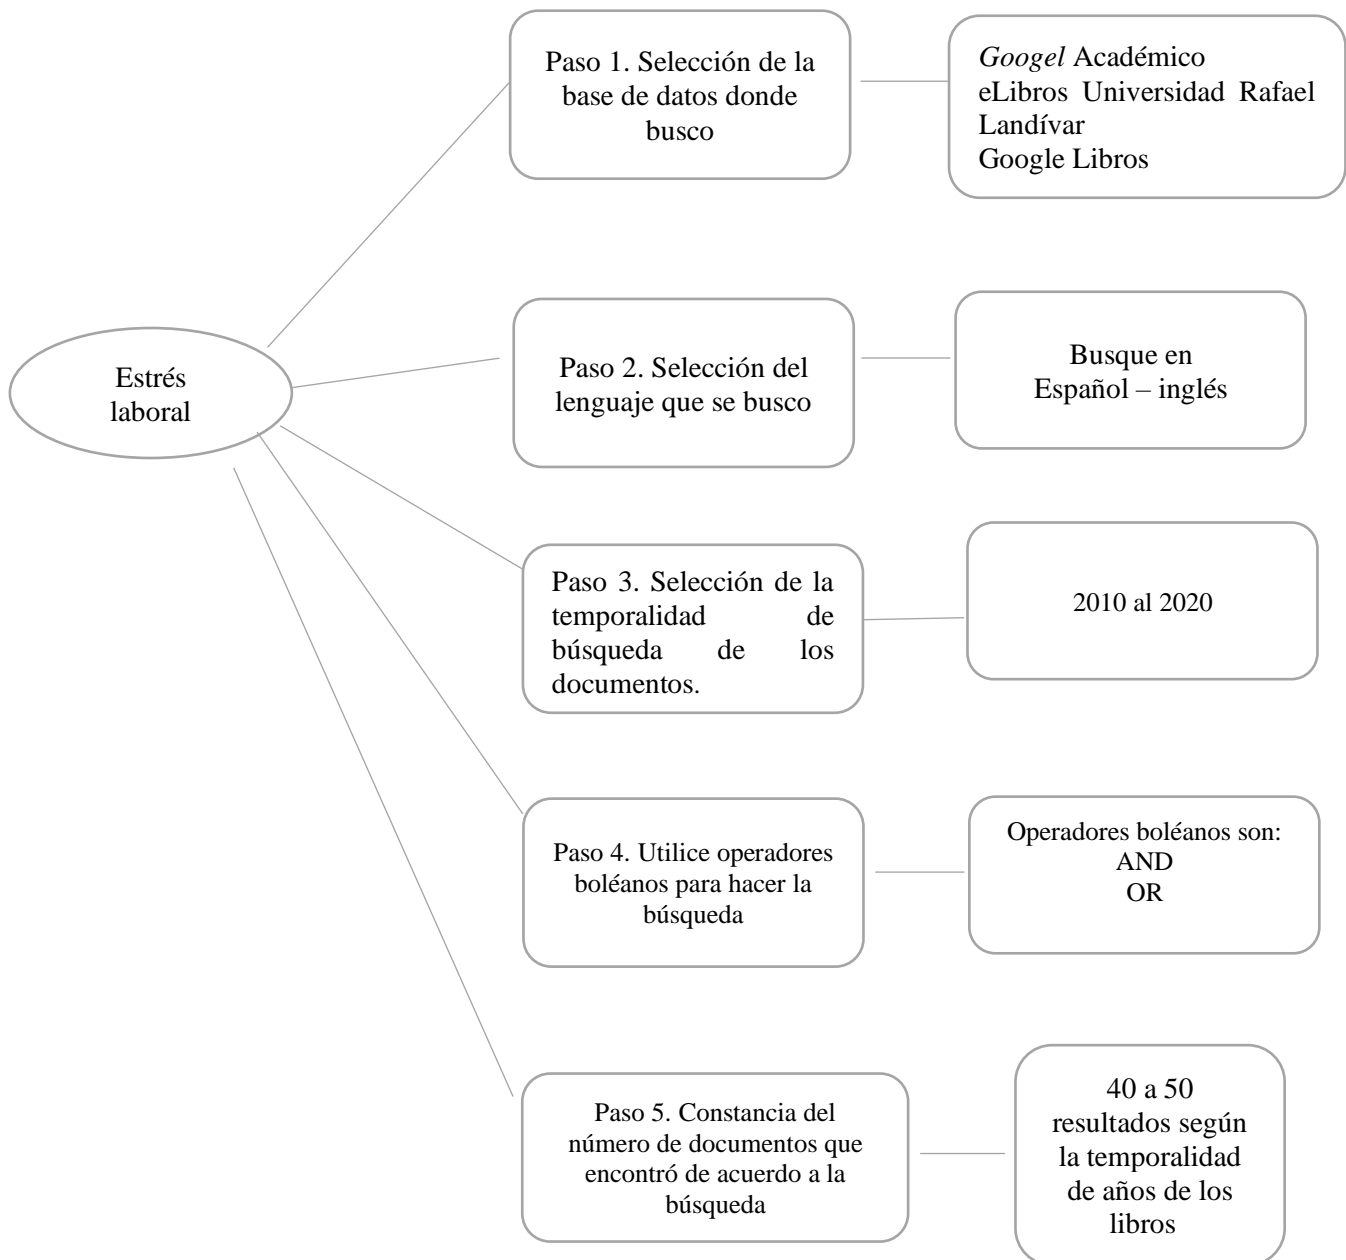 Estrés
laboral
Paso 1. Selección de la
base de datos donde
busco
Googel Académico
eLibros Universidad Rafael
Landívar
Google Libros
Paso 2. Selección del
lenguaje que se busco
Busque en
Español – inglés
Paso 3. Selección de la
temporalidad de
búsqueda de los
documentos.
2010 al 2020
Paso 4. Utilice operadores
boléanos para hacer la
búsqueda
Operadores boléanos son:
AND
OR
Paso 5. Constancia del
número de documentos que
encontró de acuerdo a la
búsqueda
40 a 50
resultados según
la temporalidad
de años de los
libros